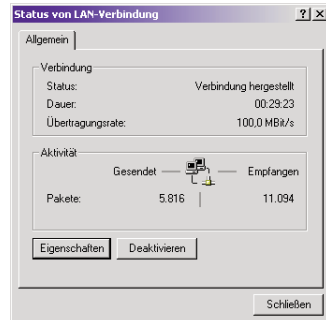 Status von LAN-Verbindung
Allgemein
Verbindung
Status: Verbindung hergestellt
Dauer: 00:29:23
Übertragungsrate: 100,0 MBit/s
Aktivität
Gesendet — — Empfangen
Pakete: 5.816 | 11.094
Eigenschaften Deaktivieren
Schließen